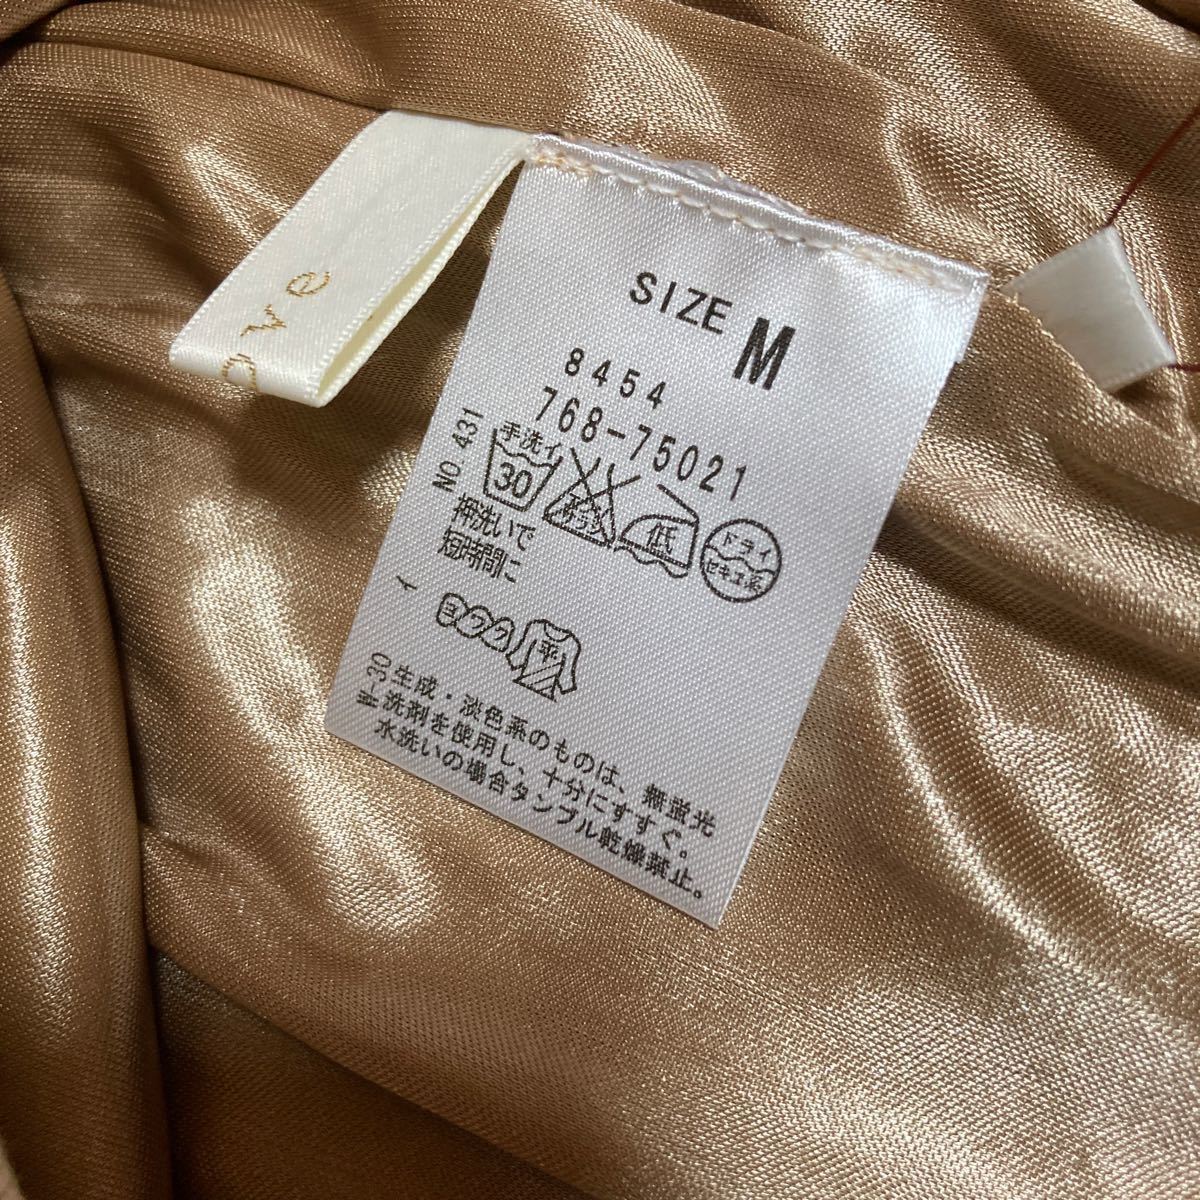 ove
SIZE M
8454
768-75021
NO. 431
手洗イ
30
エンソサラシ
低
ドライ
セキユ系
押洗いで
短時間に
イ
ヨワク
平
生成・淡色系のものは、無蛍光
洗剤を使用し、十分にすすぐ。
水洗いの場合タンブル乾燥禁止。